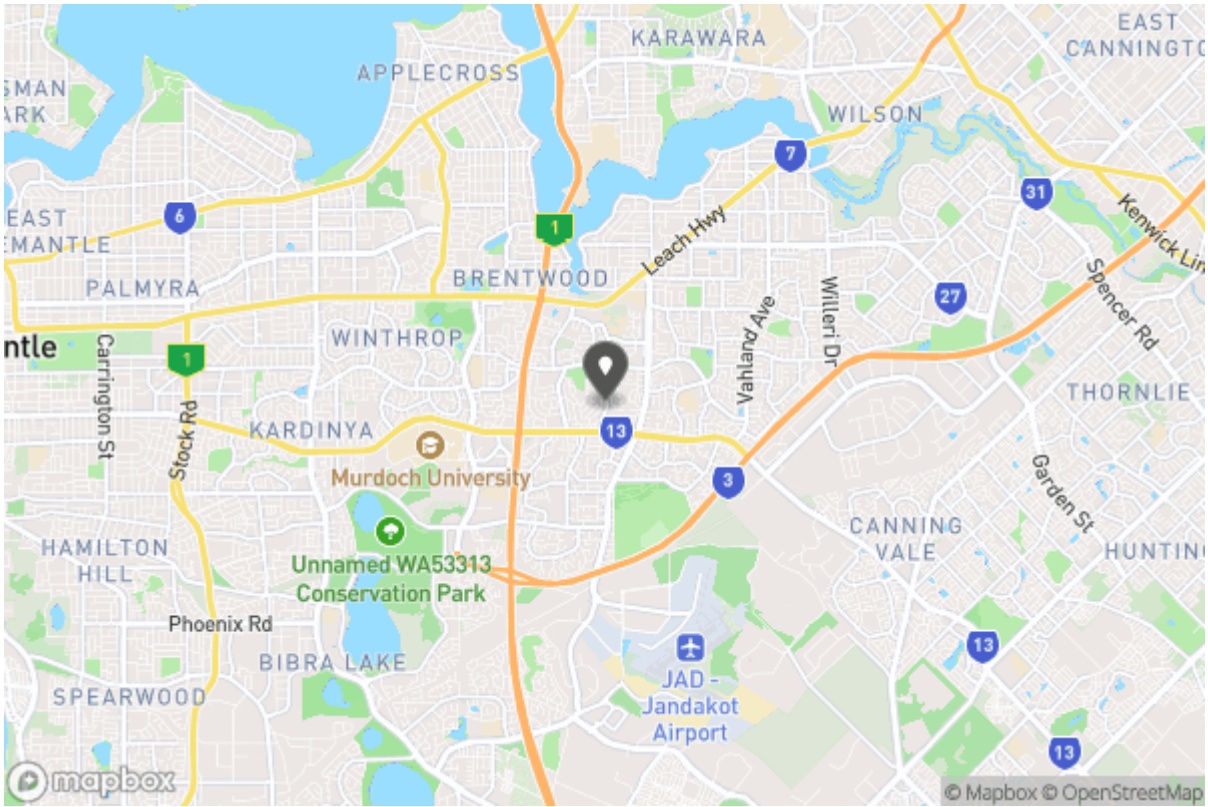 EAST
CANNINGTO
KARAWARA
APPLECROSS
SMAN
ARK
WILSON
7
31
6
EAST
EMANTLE
1
Kenwick Lin
Leach Hwy
BRENTWOOD
PALMYRA
27
Spencer Rd
Willeri Dr
Vahland Ave
WINTHROP
ntle
Carrington St
1
THORNLIE
Stock Rd
KARDINYA
13
Murdoch University
3
Garden St
CANNING
VALE
HAMILTON
HILL
Unnamed WA53313
Conservation Park
HUNTING
Phoenix Rd
BIBRA LAKE
13
JAD -
Jandakot
Airport
SPEARWOOD
13
mapbox
© Mapbox © OpenStreetMap